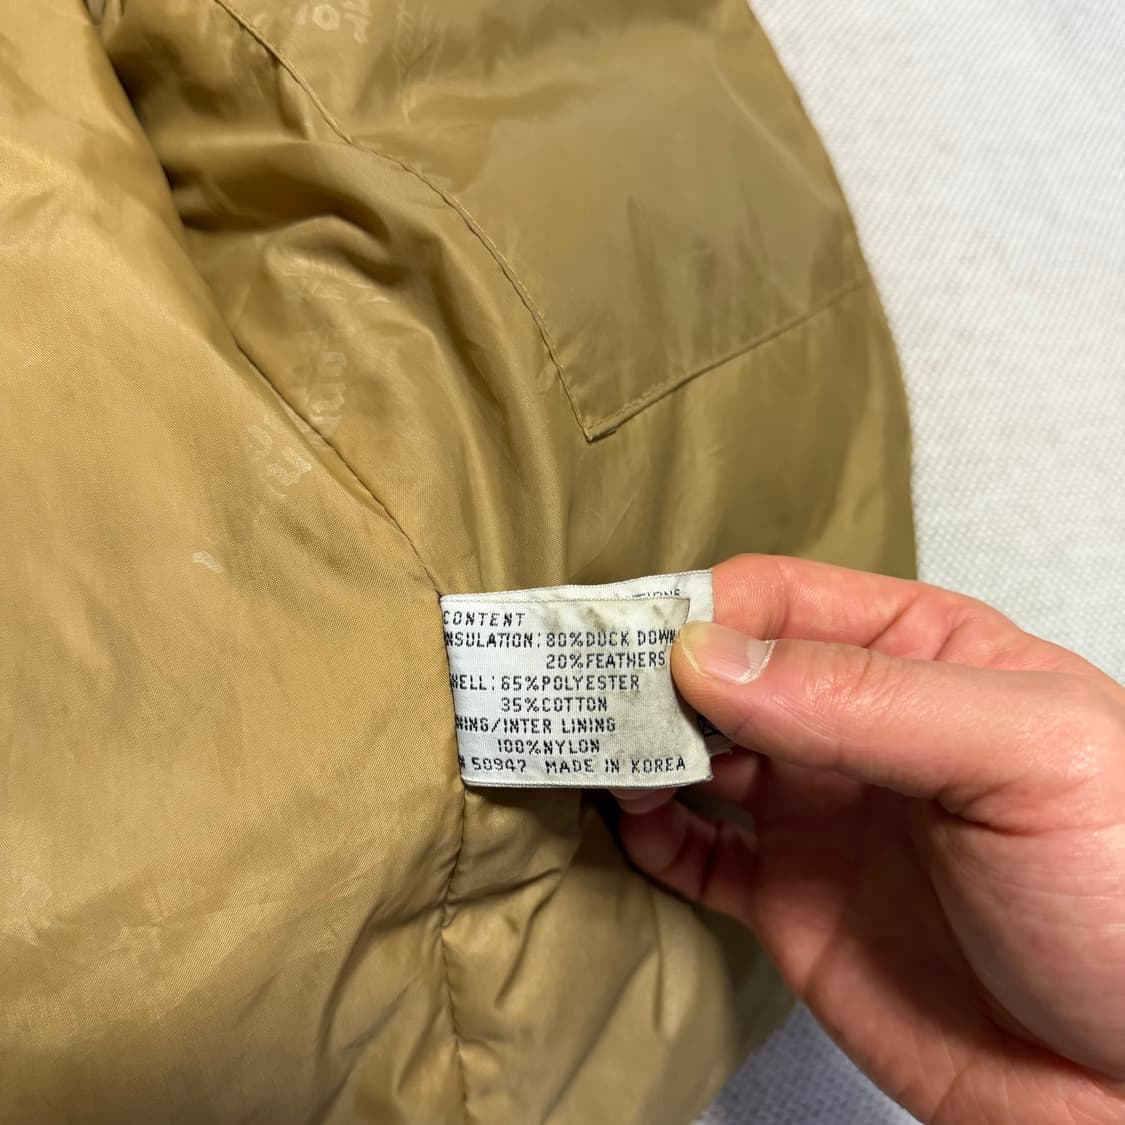 CONTENT
NSULATION: 80%DUCK DOWN
20%FEATHERS
HELL: 65%POLYESTER
35%COTTON
NING/INTER LINING
100%NYLON
N 50947 MADE IN KOREA